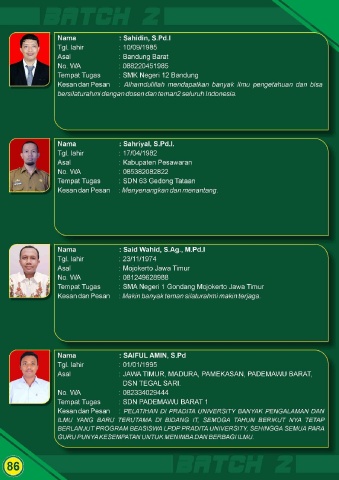 BATCH 2
Nama : Sahidin, S.Pd.I
Tgl. lahir : 10/09/1985
Asal : Bandung Barat
No. WA : 088220451985
Tempat Tugas : SMK Negeri 12 Bandung
Kesan dan Pesan : Alhamdulillah mendapatkan banyak ilmu pengetahuan dan bisa
bersilaturahmi dengan dosen dan teman2 seluruh indonesia.
Nama : Sahriyal, S.Pd.I.
Tgl. lahir : 17/04/1982
Asal : Kabupaten Pesawaran
No. WA : 085382082822
Tempat Tugas : SDN 63 Gedong Tataan
Kesan dan Pesan : Menyenangkan dan menantang.
Nama : Said Wahid, S.Ag., M.Pd.I
Tgl. lahir : 23/11/1974
Asal : Mojokerto Jawa Timur
No. WA : 081249628988
Tempat Tugas : SMA Negeri 1 Gondang Mojokerto Jawa Timur
Kesan dan Pesan : Makin banyak teman silaturahmi makin terjaga.
Nama : SAIFUL AMIN, S.Pd
Tgl. lahir : 01/01/1995
Asal : JAWA TIMUR, MADURA, PAMEKASAN, PADEMAWU BARAT,
DSN TEGAL SARI.
No. WA : 082334029444
Tempat Tugas : SDN PADEMAWU BARAT 1
Kesan dan Pesan : PELATIHAN DI PRADITA UNIVERSITY BANYAK PENGALAMAN DAN
ILMU YANG BARU TERUTAMA DI BIDANG IT, SEMOGA TAHUN BERIKUT NYA TETAP
BERLANJUT PROGRAM BEASISWA LPDP PRADITA UNIVERSITY, SEHINGGA SEMUA PARA
GURU PUNYA KESEMPATAN UNTUK MENIMBA DAN BERBAGI ILMU.
86
BATCH 2